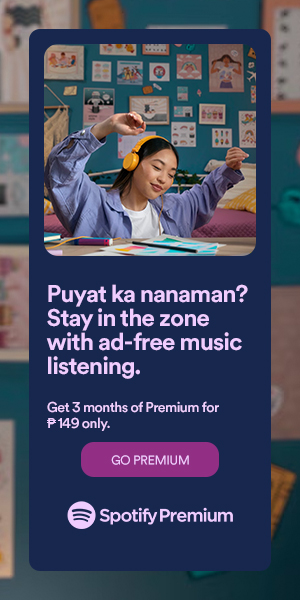 Puyat ka nanaman?
Stay in the zone
with ad-free music
listening.
Get 3 months of Premium for
₱149 only.
GO PREMIUM
Spotify Premium